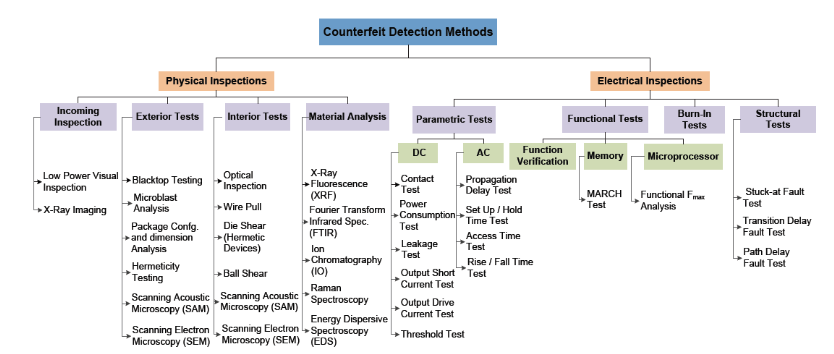 Counterfeit Detection Methods
Physical Inspections
Electrical Inspections
Incoming
Inspection
Exterior Tests
Interior Tests
Material Analysis
Parametric Tests
Functional Tests
Burn-In
Tests
Structural
Tests
DC
AC
Function
Verification
Memory
Microprocessor
Low Power Visual
Inspection
X-Ray Imaging
Blacktop Testing
Microblast
Analysis
Package Confg.
and dimension
Analysis
Hermeticity
Testing
Scanning Acoustic
Microscopy (SAM)
Scanning Electron
Microscopy (SEM)
Optical
Inspection
Wire Pull
Die Shear
(Hermetic
Devices)
Ball Shear
Scanning Acoustic
Microscopy (SAM)
Scanning Electron
Microscopy (SEM)
X-Ray
Fluorescence
(XRF)
Fourier Transform
Infrared Spec.
(FTIR)
Ion
Chromatography
(IO)
Raman
Spectroscopy
Energy Dispersive
Spectroscopy
(EDS)
Contact
Test
Power
Consumption
Test
Leakage
Test
Output Short
Current Test
Output Drive
Current Test
Threshold Test
Propagation
Delay Test
Set Up / Hold
Time Test
Access Time
Test
Rise / Fall Time
Test
MARCH
Test
Functional Fmax
Analysis
Stuck-at Fault
Test
Transition Delay
Fault Test
Path Delay
Fault Test